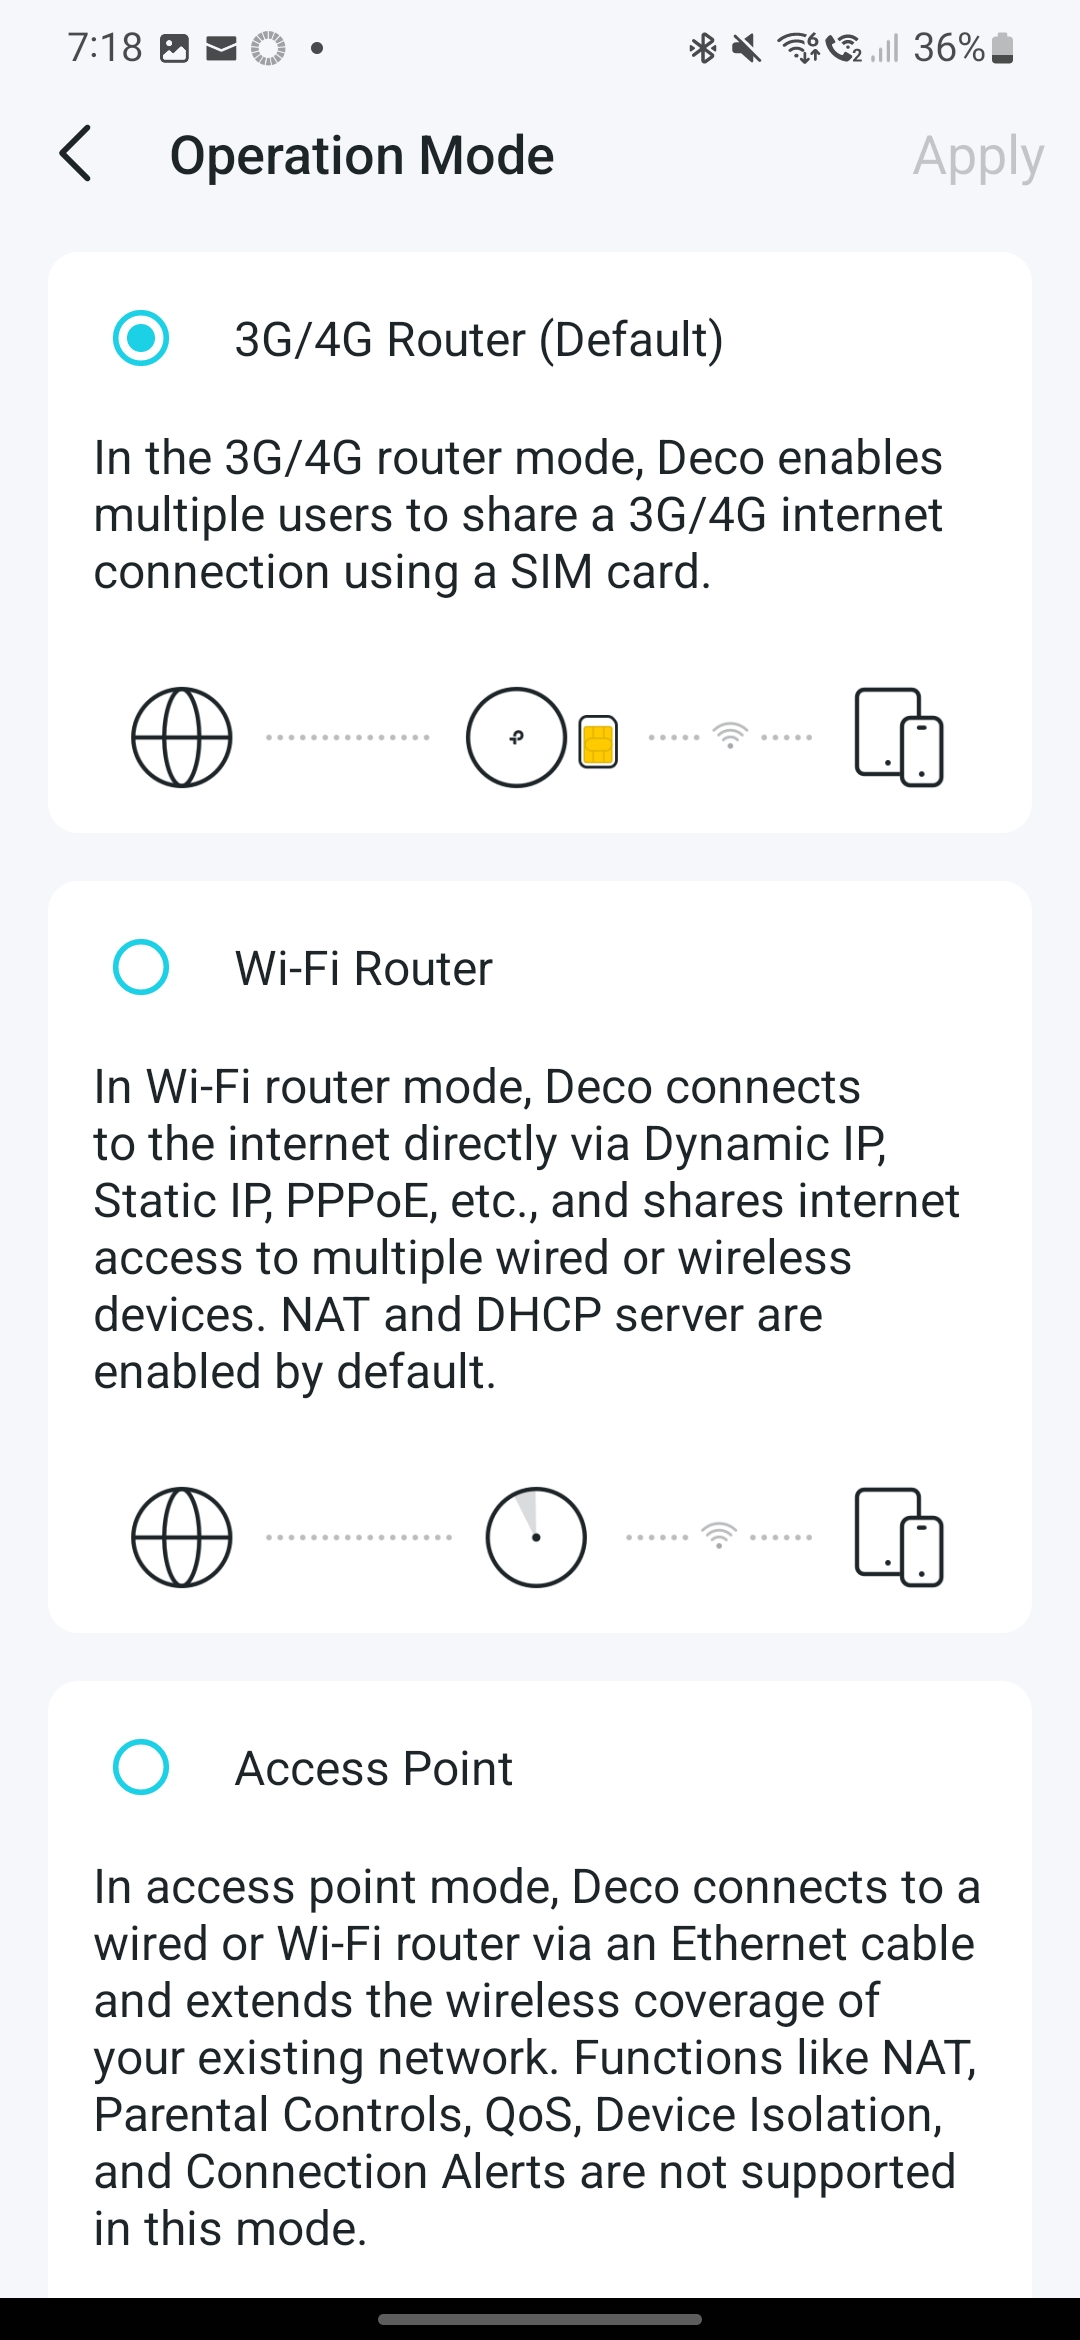 7:18
36%
Operation Mode
Apply
3G/4G Router (Default)
In the 3G/4G router mode, Deco enables
multiple users to share a 3G/4G internet
connection using a SIM card.
Wi-Fi Router
In Wi-Fi router mode, Deco connects
to the internet directly via Dynamic IP,
Static IP, PPPoE, etc., and shares internet
access to multiple wired or wireless
devices. NAT and DHCP server are
enabled by default.
Access Point
In access point mode, Deco connects to a
wired or Wi-Fi router via an Ethernet cable
and extends the wireless coverage of
your existing network. Functions like NAT,
Parental Controls, QoS, Device Isolation,
and Connection Alerts are not supported
in this mode.